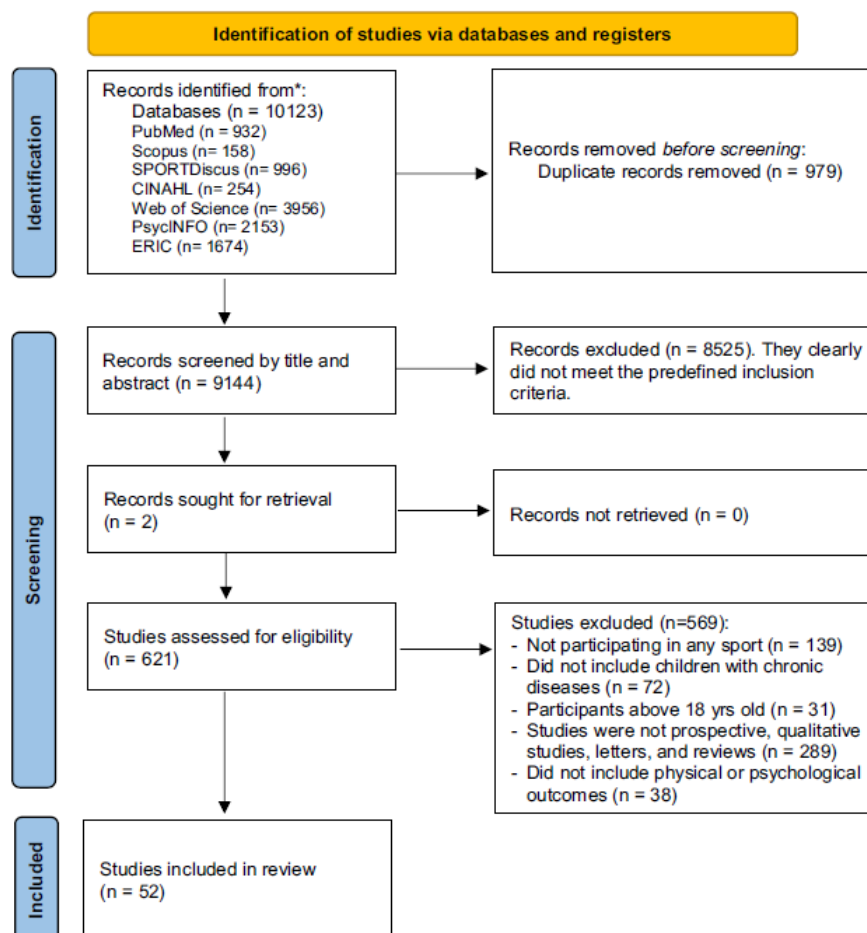 Identification of studies via databases and registers
Identification
Records identified from*:
Databases (n = 10123)
PubMed (n = 932)
Scopus (n= 158)
SPORTDiscus (n= 996)
CINAHL (n= 254)
Web of Science (n= 3956)
PsycINFO (n= 2153)
ERIC (n= 1674)
Records removed before screening:
Duplicate records removed (n = 979)
Screening
Records screened by title and
abstract (n = 9144)
Records excluded (n = 8525). They clearly
did not meet the predefined inclusion
criteria.
Records sought for retrieval
(n = 2)
Records not retrieved (n = 0)
Studies assessed for eligibility
(n = 621)
Studies excluded (n=569):
- Not participating in any sport (n = 139)
- Did not include children with chronic
diseases (n = 72)
- Participants above 18 yrs old (n = 31)
- Studies were not prospective, qualitative
studies, letters, and reviews (n = 289)
- Did not include physical or psychological
outcomes (n = 38)
Included
Studies included in review
(n = 52)